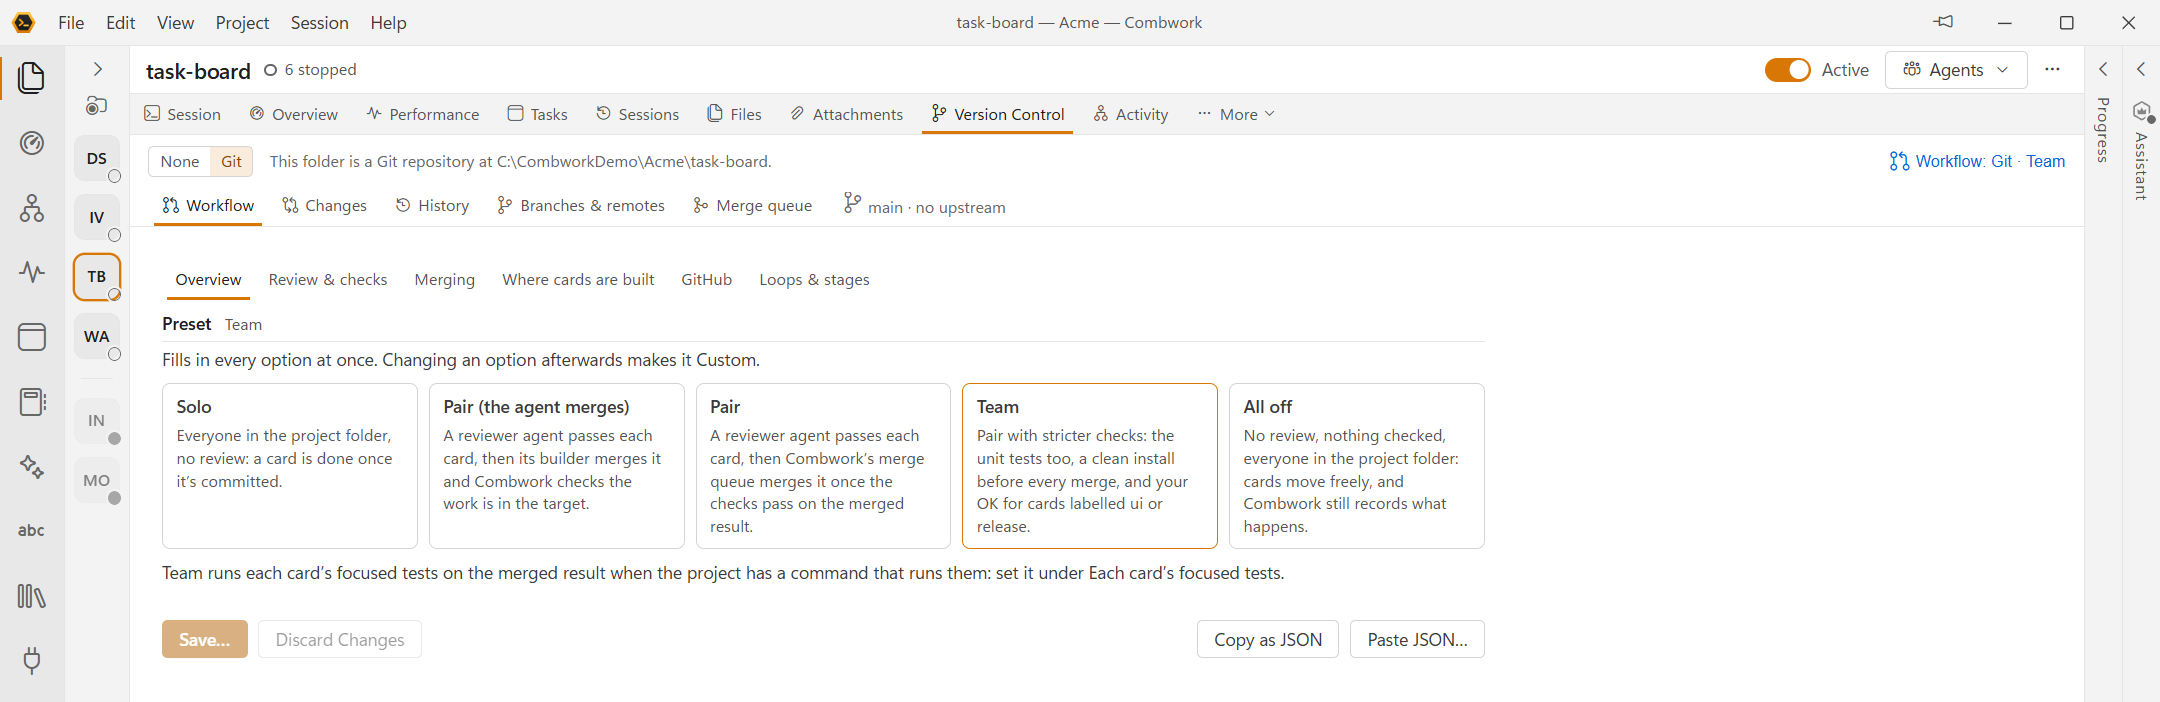 File Edit View Project Session Help
task-board — Acme — Combwork
task-board 6 stopped
Active
Agents
Session Overview Performance Tasks Sessions Files Attachments Version Control Activity More
None Git This folder is a Git repository at C:\CombworkDemo\Acme\task-board.
Workflow: Git · Team
Workflow Changes History Branches & remotes Merge queue main · no upstream
Overview Review & checks Merging Where cards are built GitHub Loops & stages
Preset Team
Fills in every option at once. Changing an option afterwards makes it Custom.
Solo
Everyone in the project folder,
no review: a card is done once
it's committed.
Pair (the agent merges)
A reviewer agent passes each
card, then its builder merges it
and Combwork checks the
work is in the target.
Pair
A reviewer agent passes each
card, then Combwork's merge
queue merges it once the
checks pass on the merged
result.
Team
Pair with stricter checks: the
unit tests too, a clean install
before every merge, and your
OK for cards labelled ui or
release.
All off
No review, nothing checked,
everyone in the project folder:
cards move freely, and
Combwork still records what
happens.
Team runs each card's focused tests on the merged result when the project has a command that runs them: set it under Each card's focused tests.
Save...
Discard Changes
Copy as JSON
Paste JSON...
DS
IV
TB
WA
IN
MO
abc
Progress
Assistant